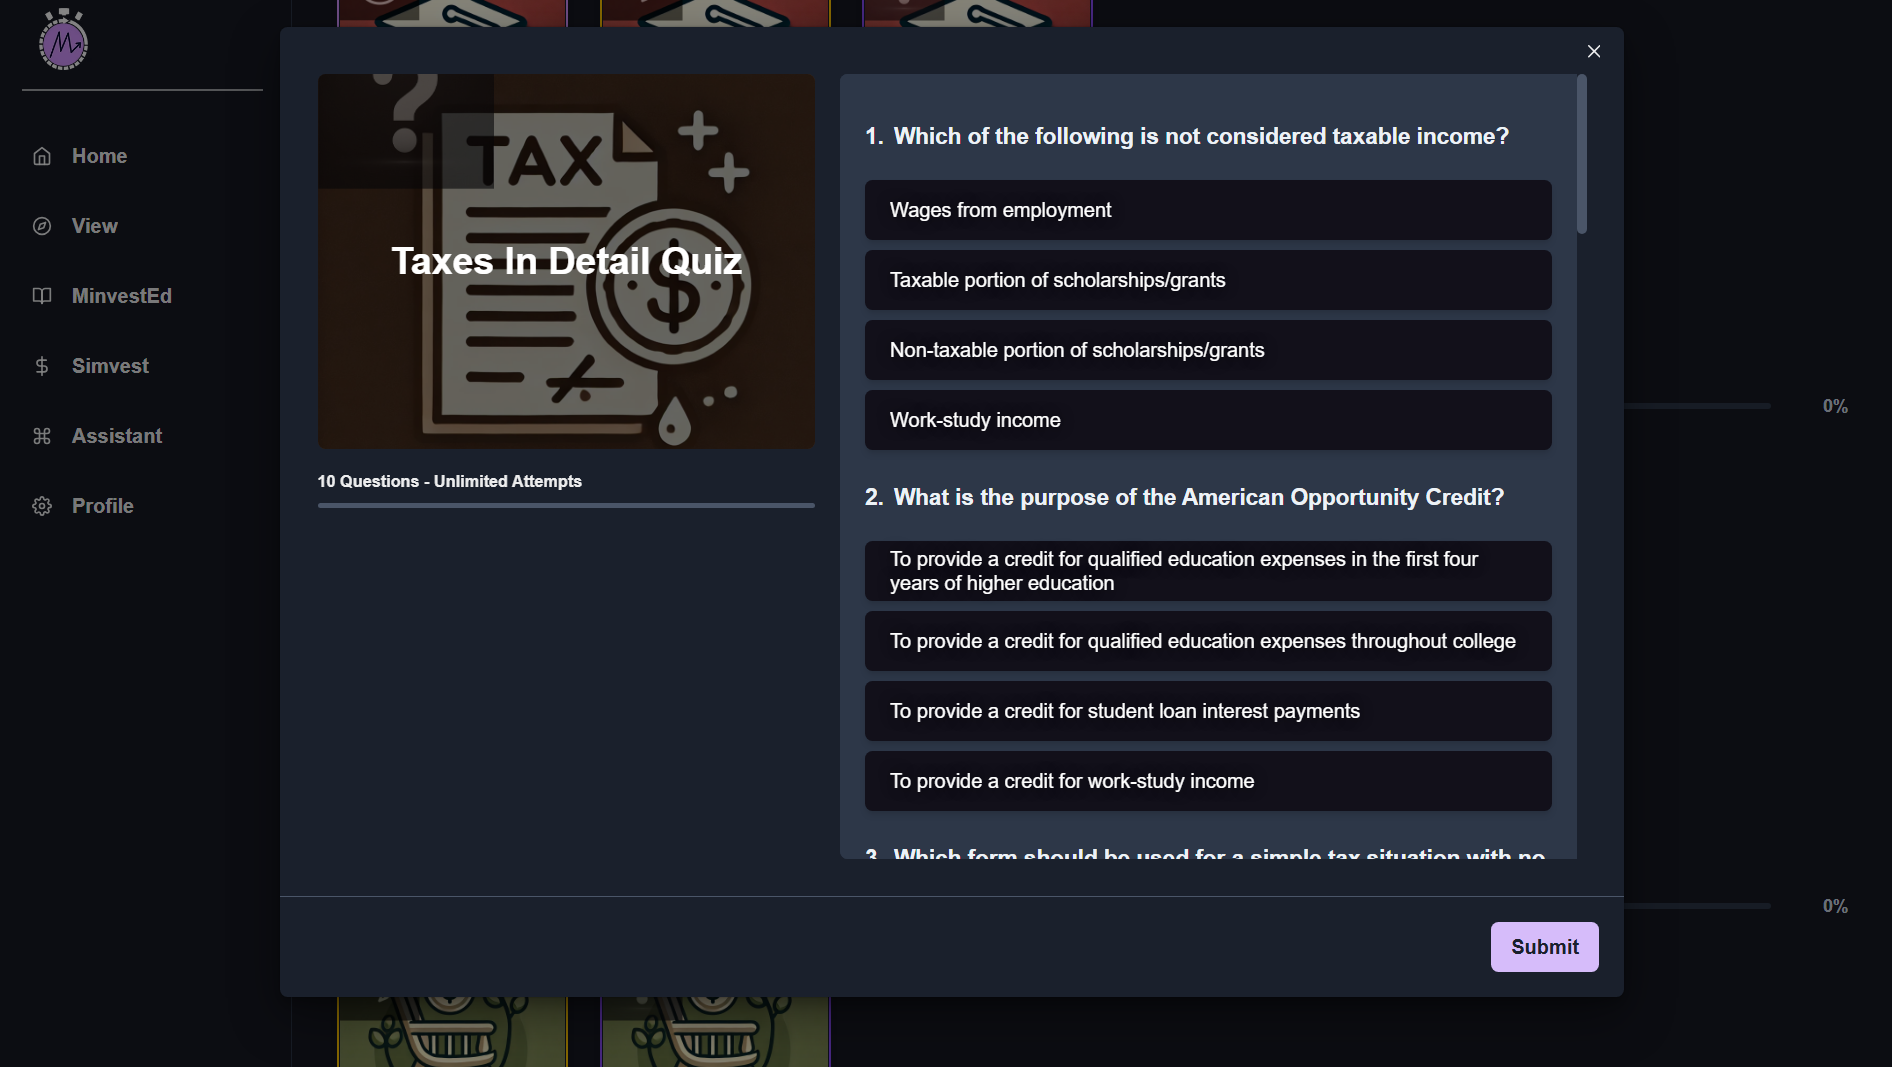 Home
View
MinvestEd
Simvest
Assistant
Profile
TAX
Taxes In Detail Quiz
10 Questions - Unlimited Attempts
1. Which of the following is not considered taxable income?
Wages from employment
Taxable portion of scholarships/grants
Non-taxable portion of scholarships/grants
Work-study income
2. What is the purpose of the American Opportunity Credit?
To provide a credit for qualified education expenses in the first four
years of higher education
To provide a credit for qualified education expenses throughout college
To provide a credit for student loan interest payments
To provide a credit for work-study income
3. Which form should be used for a simple tax situation with no
Submit
0%
0%